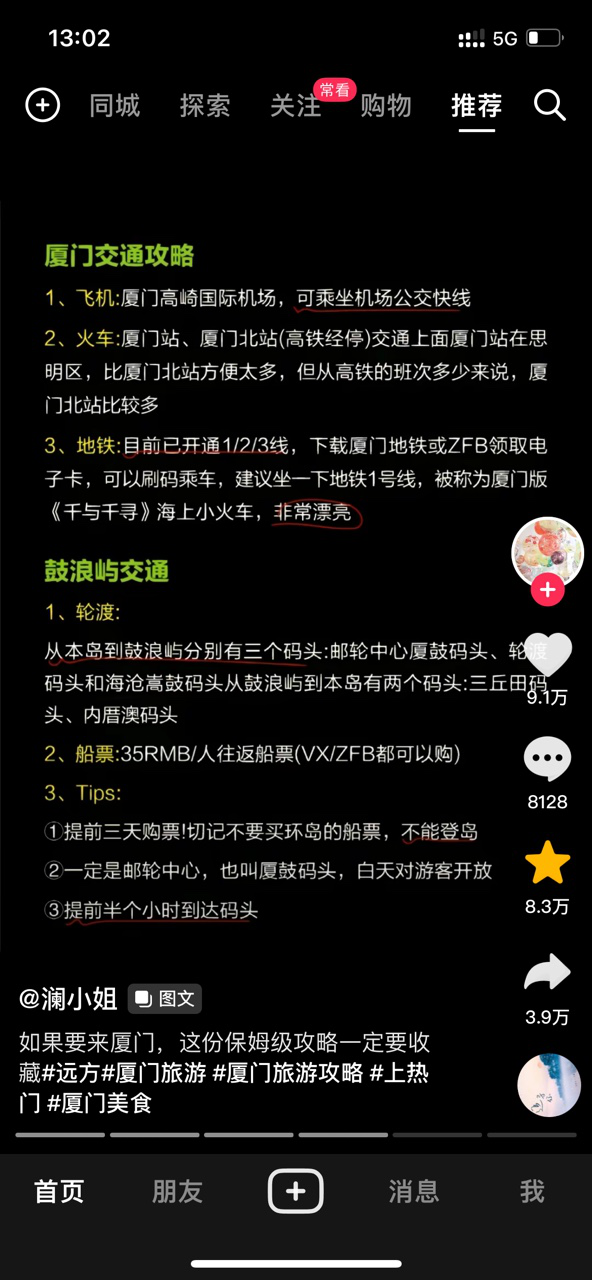 13:02
5G
同城
探索
关注
常看
购物
推荐
厦门交通攻略
1、飞机:厦门高崎国际机场，可乘坐机场公交快线
2、火车:厦门站、厦门北站(高铁经停)交通上面厦门站在思
明区，比厦门北站方便太多，但从高铁的班次多少来说，厦
门北站比较多
3、地铁:目前已开通1/2/3线，下载厦门地铁或ZFB领取电
子卡，可以刷码乘车，建议坐一下地铁1号线，被称为厦门版
《千与千寻》海上小火车，非常漂亮
鼓浪屿交通
1、轮渡:
从本岛到鼓浪屿分别有三个码头:邮轮中心厦鼓码头、轮渡
码头和海沧嵩鼓码头从鼓浪屿到本岛有两个码头:三丘田码
头、内厝澳码头
2、船票:35RMB/人往返船票(VX/ZFB都可以购)
3、Tips:
①提前三天购票!切记不要买环岛的船票，不能登岛
②一定是邮轮中心，也叫厦鼓码头，白天对游客开放
③提前半个小时到达码头
9.1万
8128
8.3万
3.9万
@澜小姐
图文
如果要来厦门，这份保姆级攻略一定要收
藏#远方#厦门旅游 #厦门旅游攻略 #上热
门 #厦门美食
首页
朋友
消息
我